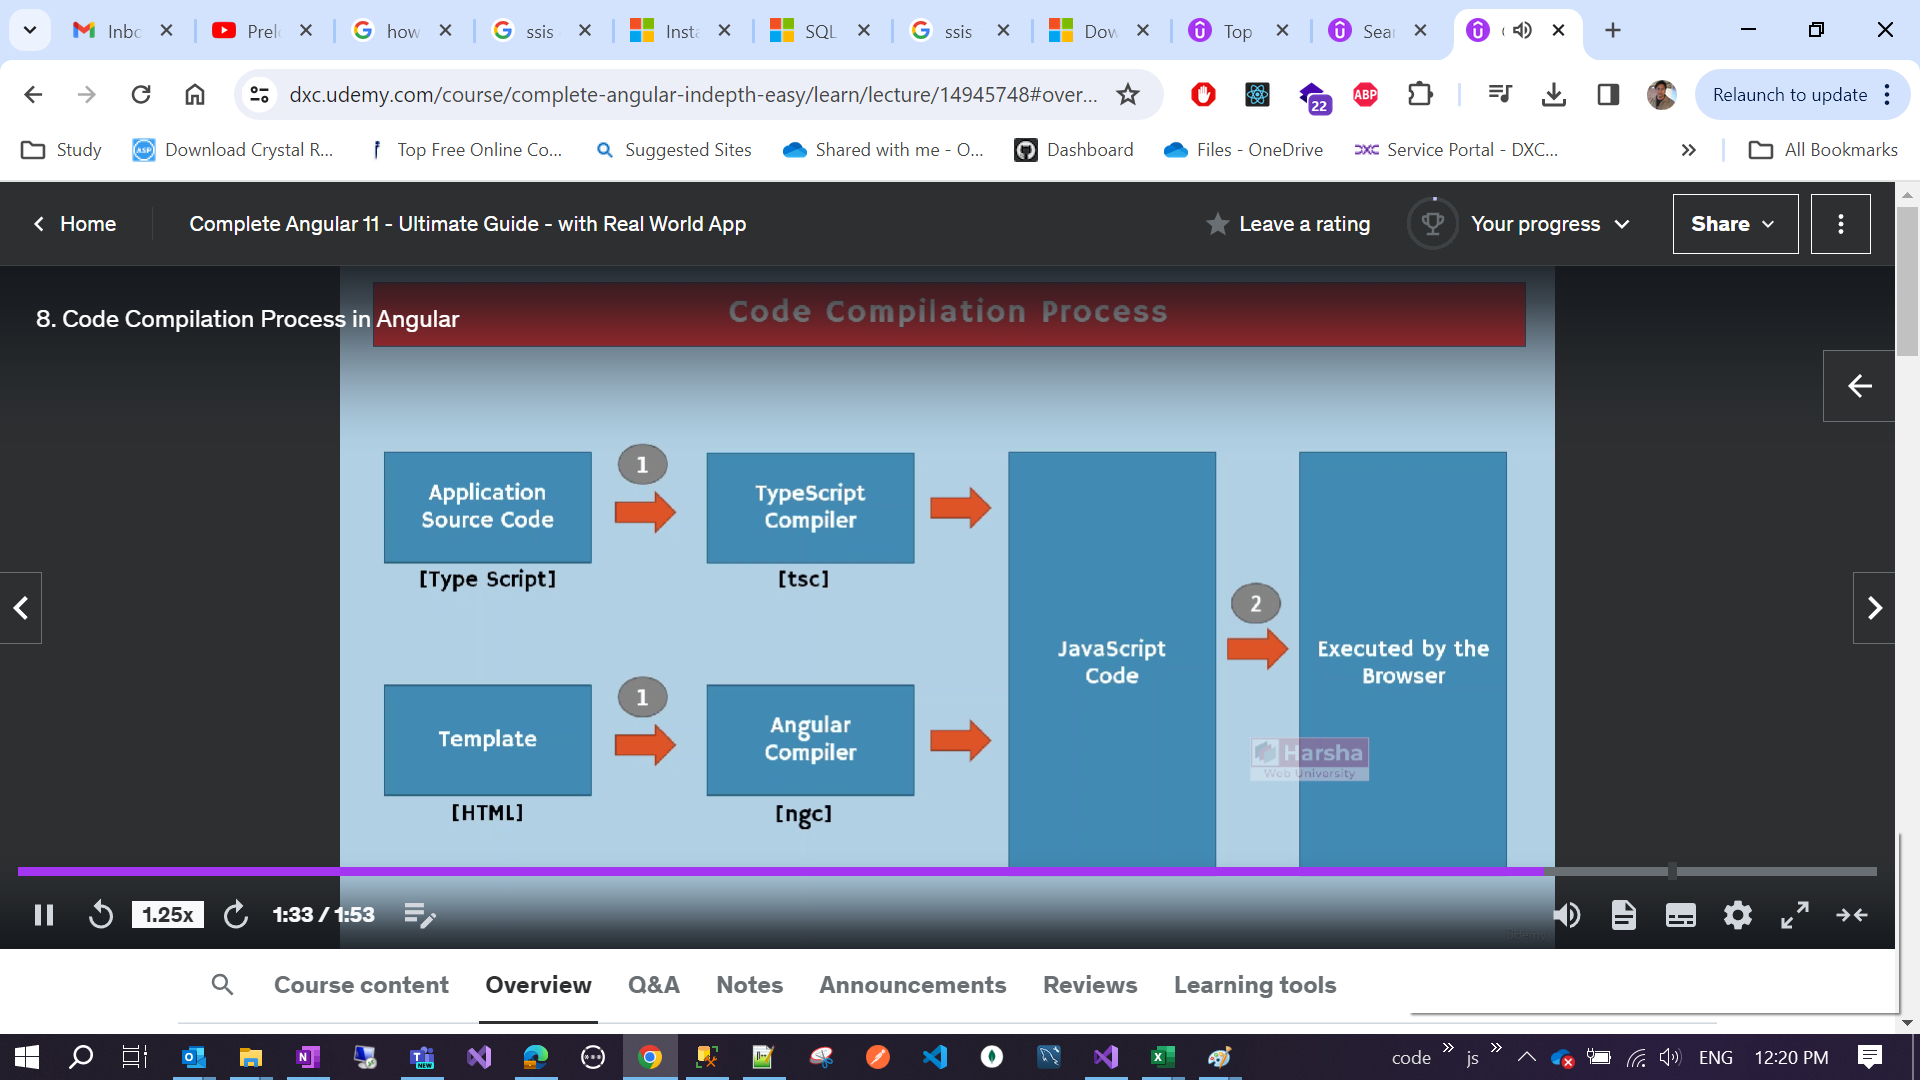 Inbc
Prel
how
ssis
Insta
SQL
ssis
Dow
Top
Sear
dxc.udemy.com/course/complete-angular-indepth-easy/learn/lecture/14945748#over...
22
ABP
Relaunch to update
Study
ASP
Download Crystal R...
Top Free Online Co...
Suggested Sites
Shared with me - O...
Dashboard
Files - OneDrive
DXC
Service Portal - DXC...
All Bookmarks
Home
Complete Angular 11 - Ultimate Guide - with Real World App
Leave a rating
Your progress
Share
Code Compilation Process
8. Code Compilation Process in Angular
Application
Source Code
[Type Script]
1
TypeScript
Compiler
[tsc]
Template
[HTML]
1
Angular
Compiler
[ngc]
JavaScript
Code
2
Executed by the
Browser
Harsha
Web University
1.25x
1:33 / 1:53
Course content
Overview
Q&A
Notes
Announcements
Reviews
Learning tools
code
js
ENG
12:20 PM